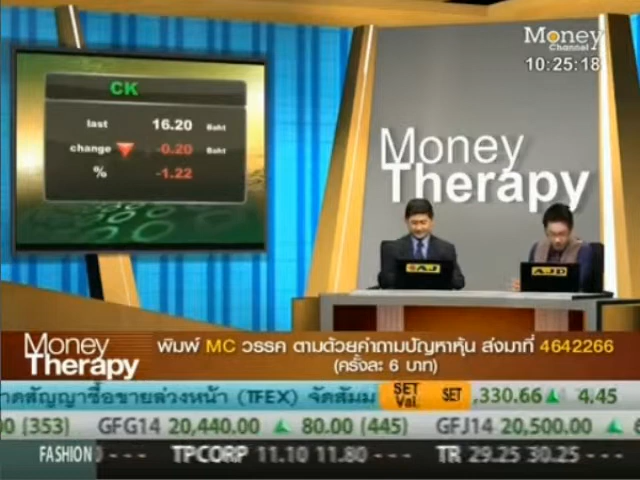 Money
Channel
10:25:18
CK
last 16.20 Baht
change -0.20 Baht
% -1.22
Money
Therapy
AJ
AJD
Money
Therapy
พิมพ์ MC วรรค ตามด้วยคำถามปัญหาหุ้น ส่งมาที่ 4642266
(ครั้งละ 6 บาท)
าดสัญญาซื้อขายล่วงหน้า (TFEX) จัดสัมม
SET
Val.
SET ,330.66 ▲ 4.45
0 (353) GFG14 20,440.00 ▲ 80.00 (445) GFJ14 20,500.00 ▲
FASHION - - - TPCORP 11.10 11.80 - - - TR 29.25 30.25 - - -